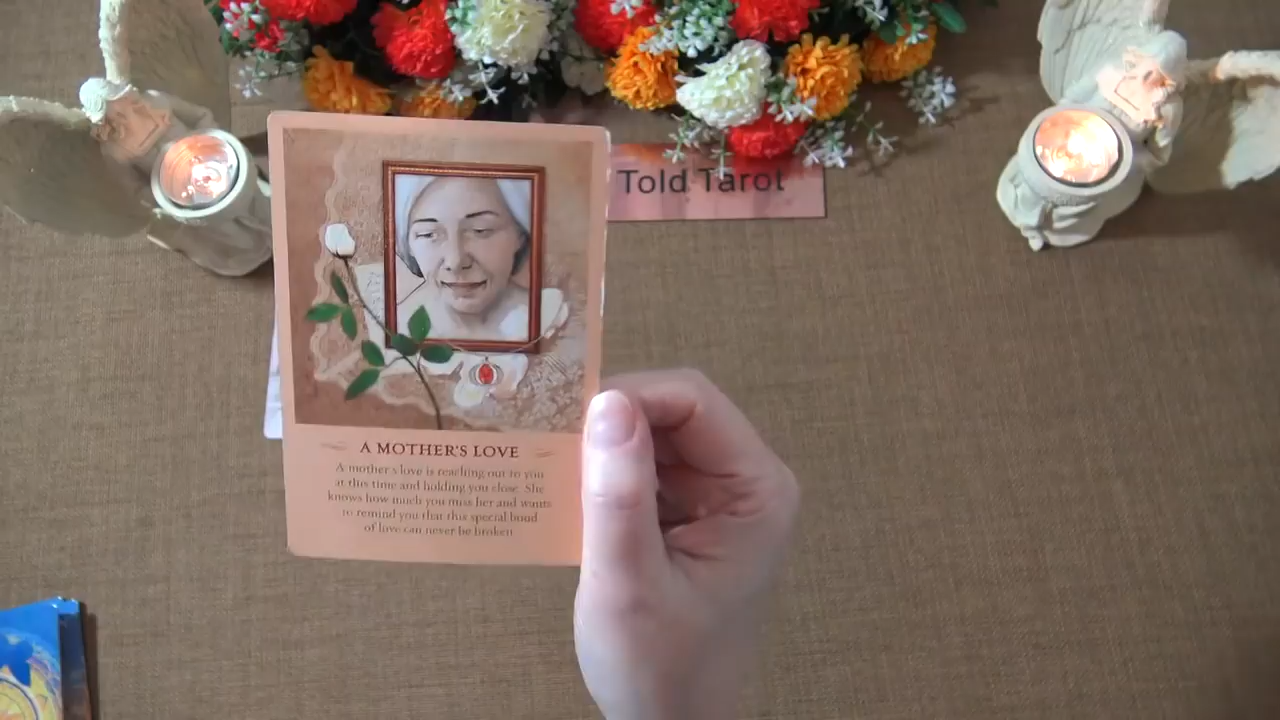 Told Tarot
A MOTHER'S LOVE
A mother's love is reaching out to you
at this time and holding you close. She
knows how much you miss her and wants
to remind you that this special bond
of love can never be broken.